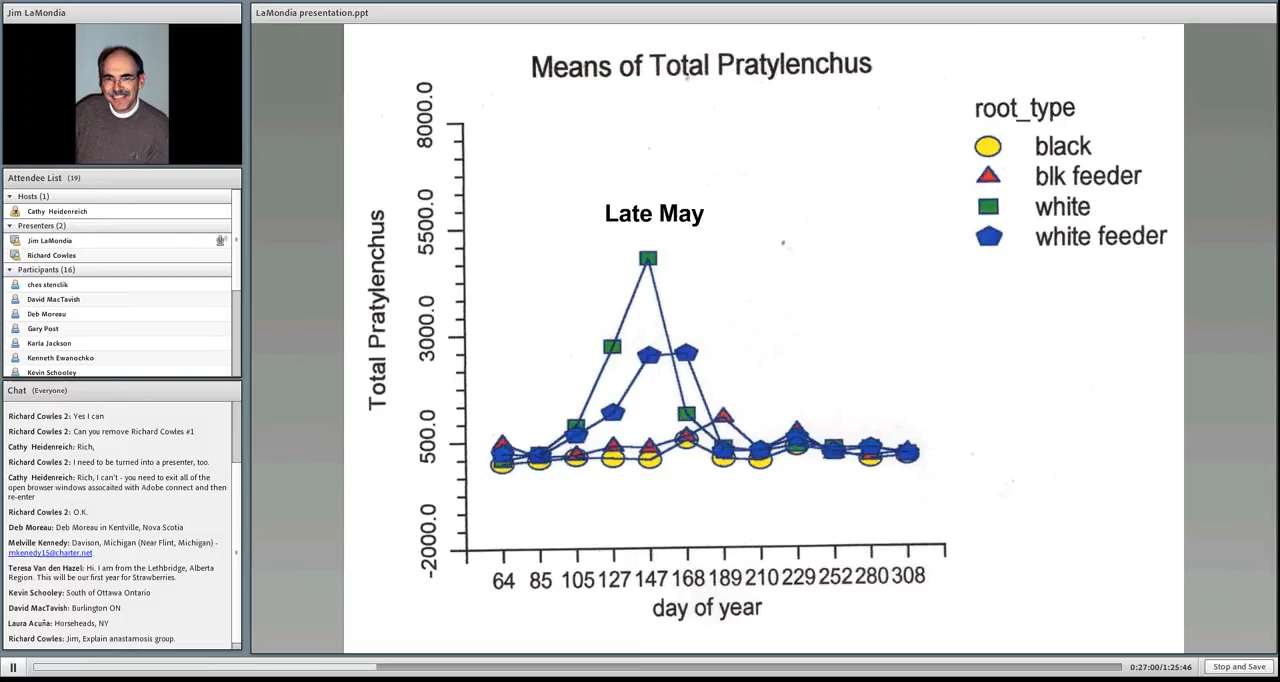 Jim LaMondia
Attendee List (19)
Hosts (1)
Cathy Heidenreich
Presenters (2)
Jim LaMondia
Richard Cowles
Participants (16)
ches stenclik
David MacTavish
Deb Moreau
Gary Post
Karla Jackson
Kenneth Ewanochko
Kevin Schooley
Chat (Everyone)
Richard Cowles 2: Yes I can
Richard Cowles 2: Can you remove Richard Cowles #1
Cathy Heidenreich: Rich,
Richard Cowles 2: I need to be turned into a presenter, too.
Cathy Heidenreich: Rich, I can't - you need to exit all of the
open browser windows assocaited with Adobe connect and then
re-enter
Richard Cowles 2: O.K.
Deb Moreau: Deb Moreau in Kentville, Nova Scotia
Melville Kennedy: Davison, Michigan (Near Flint, Michigan) -
mkenedy15@charter.net
Teresa Van den Hazel: Hi. I am from the Lethbridge, Alberta
Region. This will be our first year for Strawberries.
Kevin Schooley: South of Ottawa Ontario
David MacTavish: Burlington ON
Laura Acuña: Horseheads, NY
Richard Cowles: Jim, Explain anastamosis group.
LaMondia presentation.ppt
Means of Total Pratylenchus
root_type
black
blk feeder
white
white feeder
Late May
Total Pratylenchus
8000.0
5500.0
3000.0
500.0
-2000.0
64 85 105 127 147 168 189 210 229 252 280 308
day of year
0:27:00/1:25:46
Stop and Save